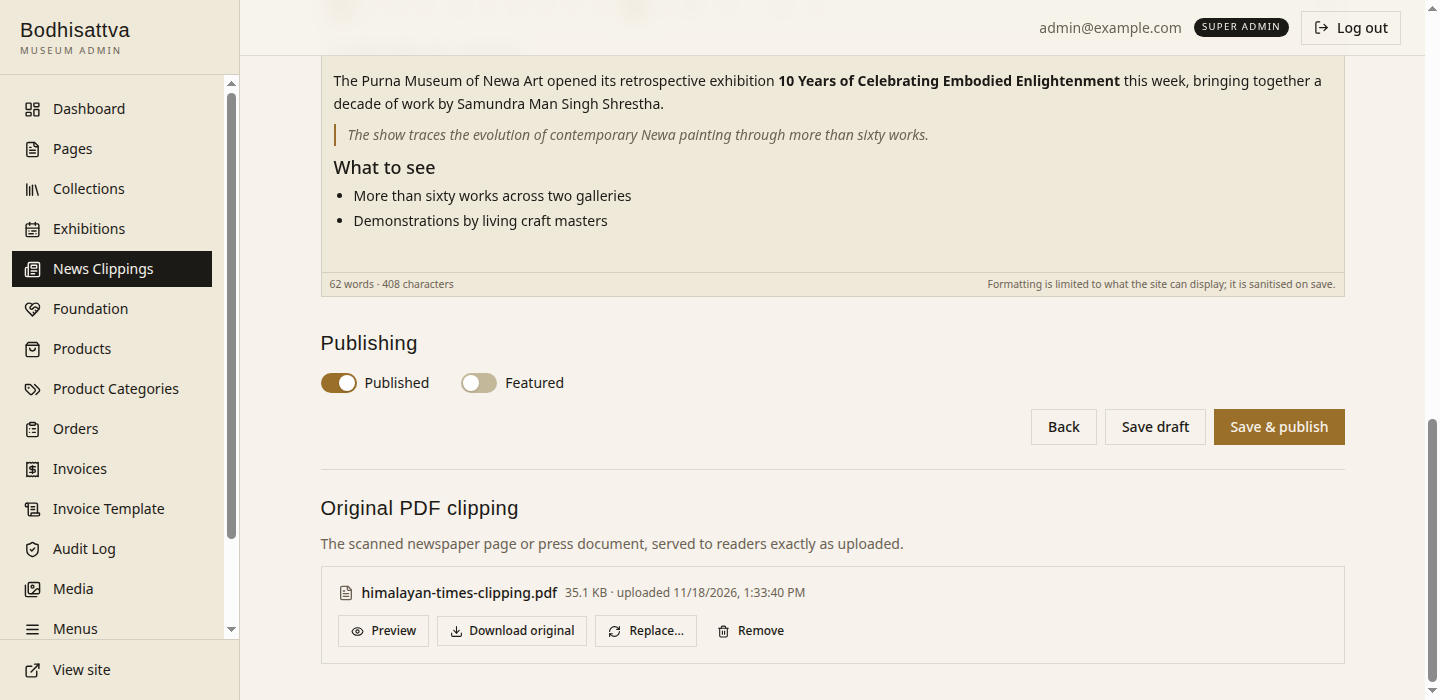 Bodhisattva
MUSEUM ADMIN
Dashboard
Pages
Collections
Exhibitions
News Clippings
Foundation
Products
Product Categories
Orders
Invoices
Invoice Template
Audit Log
Media
Menus
View site
admin@example.com
SUPER ADMIN
Log out
The Purna Museum of Newa Art opened its retrospective exhibition 10 Years of Celebrating Embodied Enlightenment this week, bringing together a
decade of work by Samundra Man Singh Shrestha.
The show traces the evolution of contemporary Newa painting through more than sixty works.
What to see
• More than sixty works across two galleries
• Demonstrations by living craft masters
62 words · 408 characters
Formatting is limited to what the site can display; it is sanitised on save.
Publishing
Published
Featured
Back
Save draft
Save & publish
Original PDF clipping
The scanned newspaper page or press document, served to readers exactly as uploaded.
himalayan-times-clipping.pdf 35.1 KB · uploaded 11/18/2026, 1:33:40 PM
Preview
Download original
Replace...
Remove